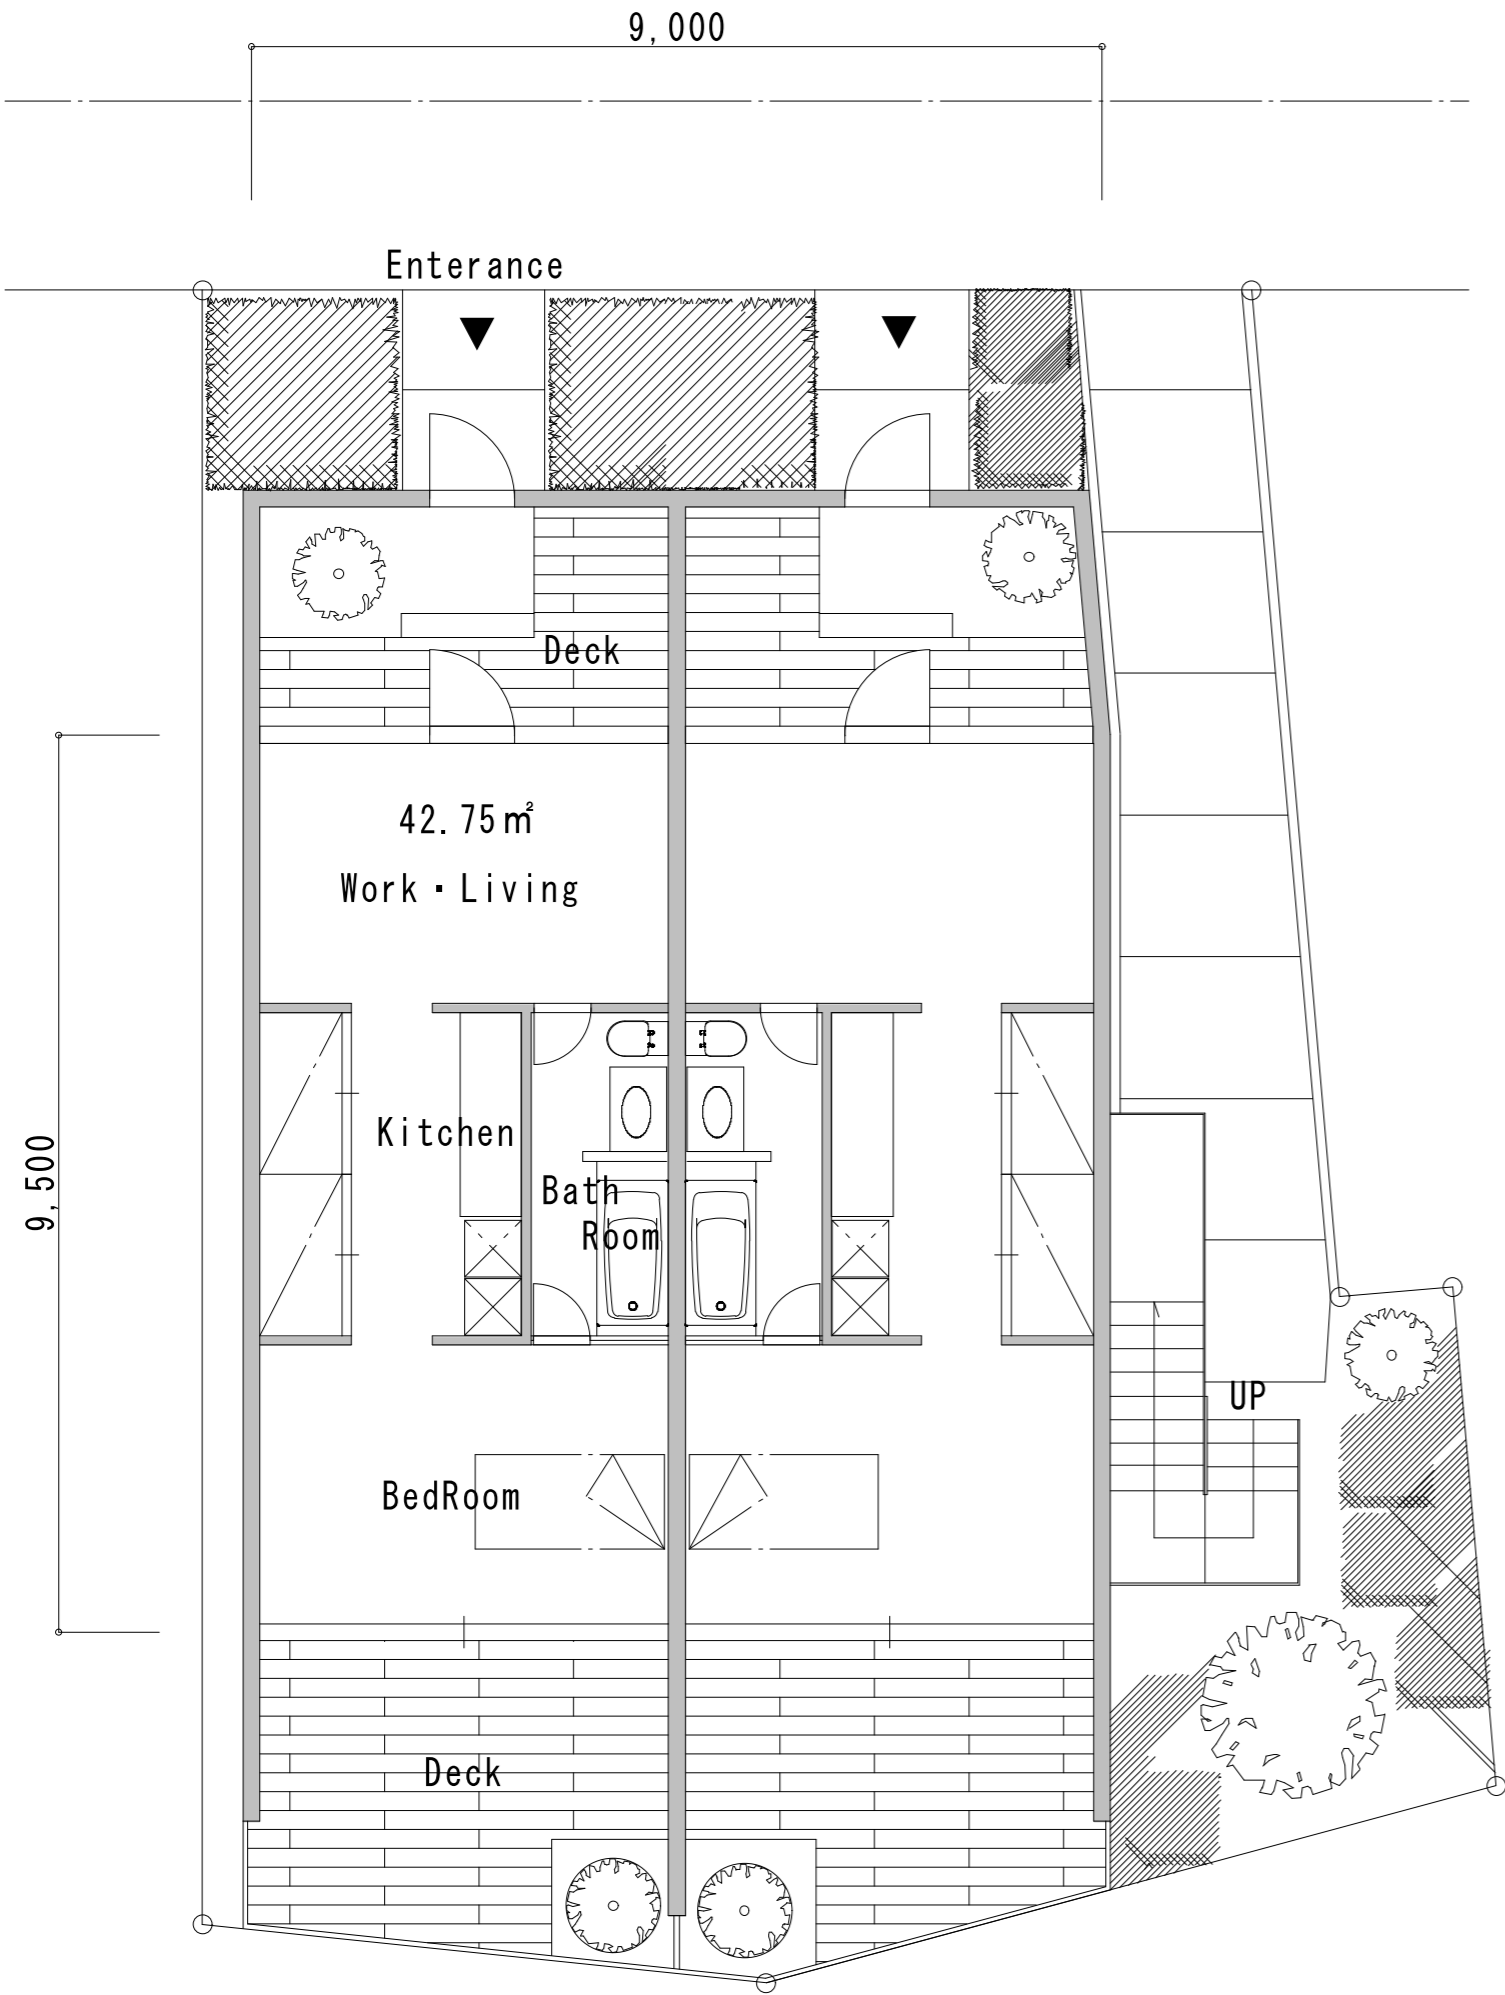 9,000
Enterance
Deck
42.75㎡
Work・Living
Kitchen
9,500
Bath
Room
UP
BedRoom
Deck